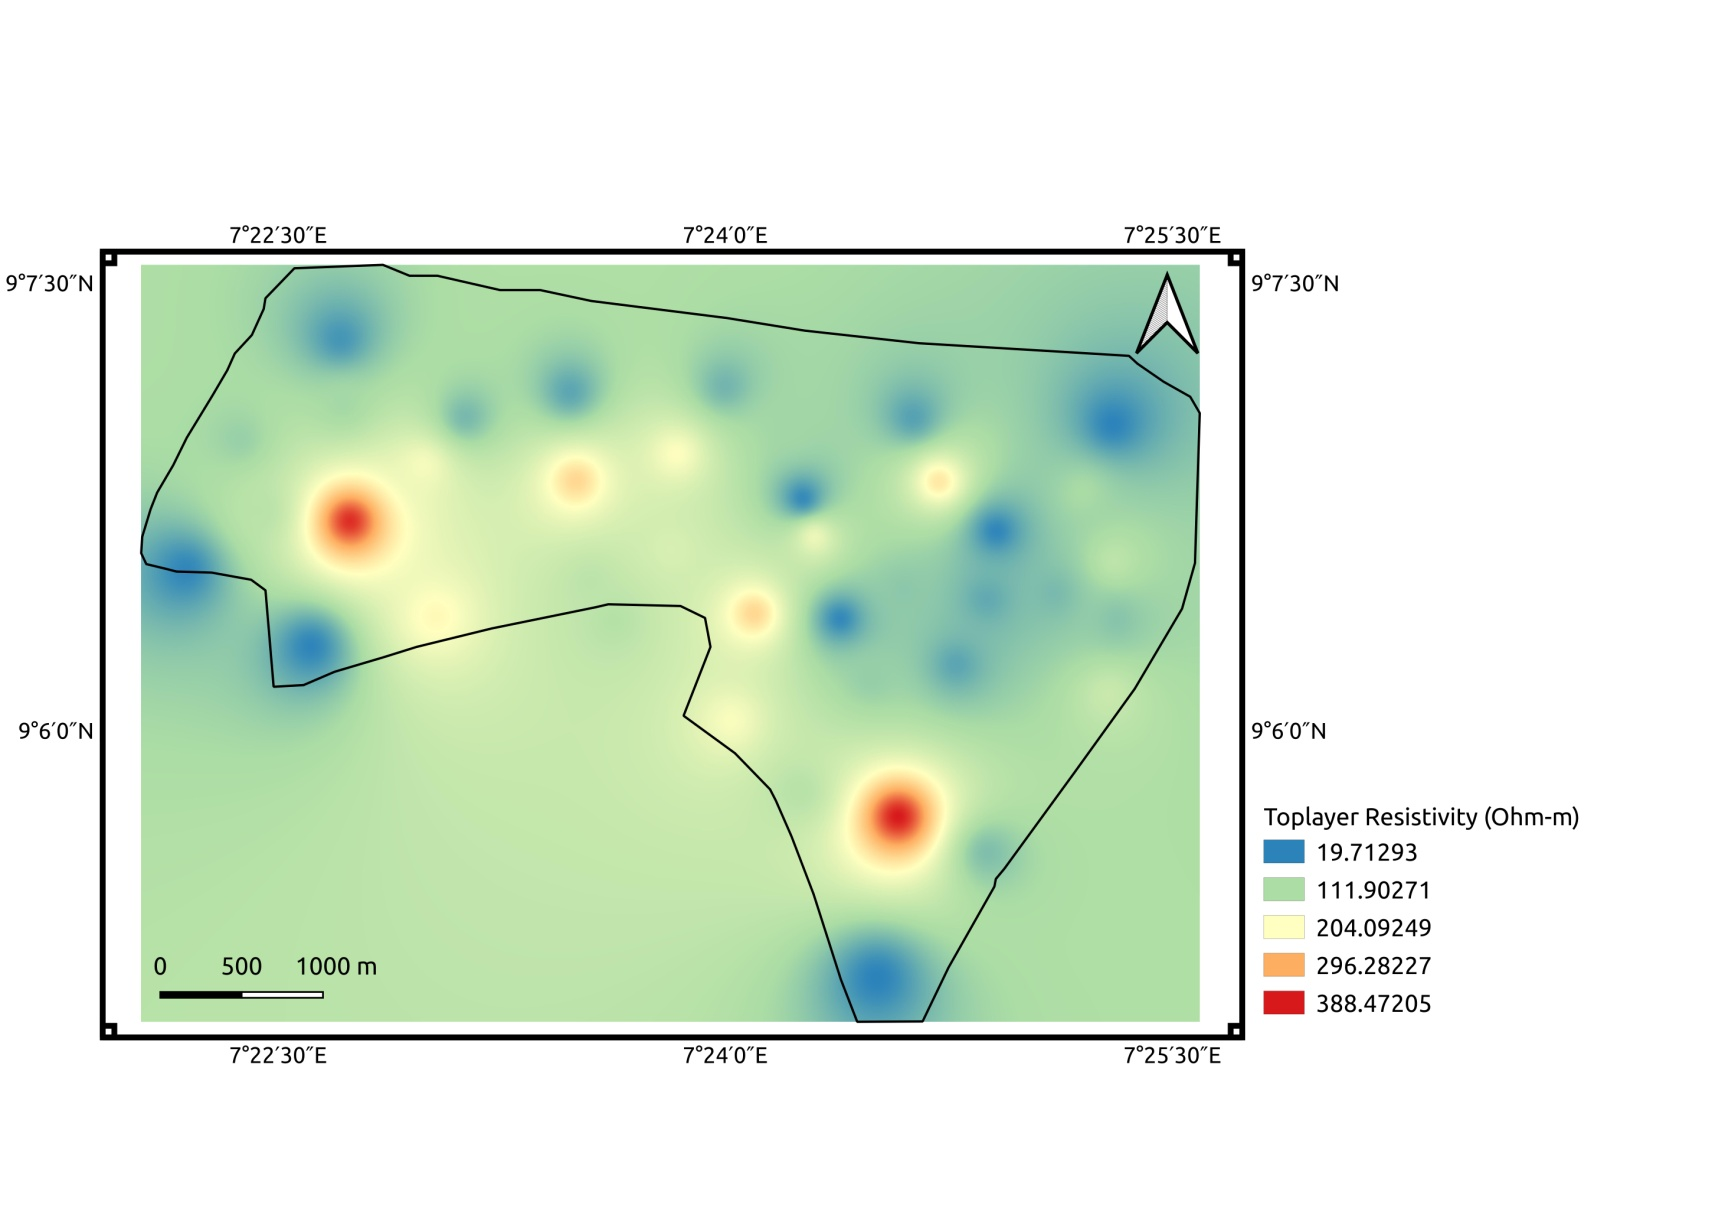 7°22′30″E 7°24′0″E 7°25′30″E
9°7′30″N 9°7′30″N
9°6′0″N 9°6′0″N
Toplayer Resistivity (Ohm-m)
19.71293
111.90271
204.09249
296.28227
388.47205
0 500 1000 m
7°22′30″E 7°24′0″E 7°25′30″E